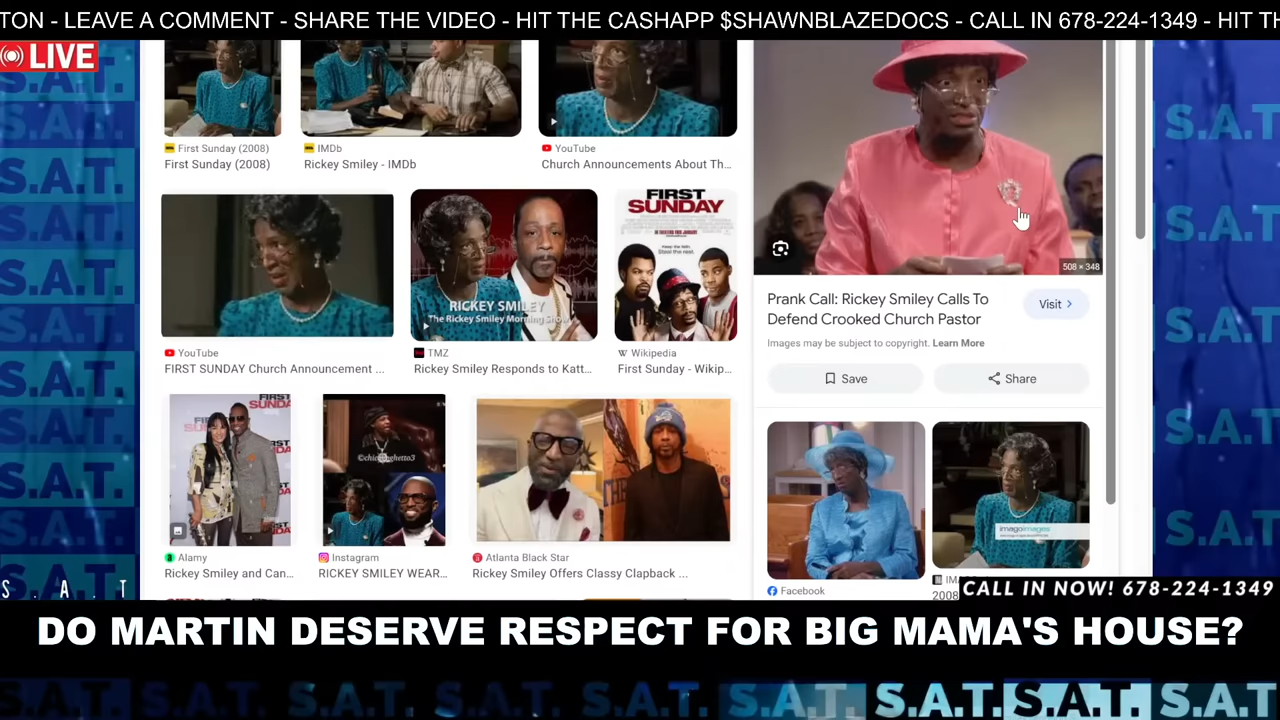 TON - LEAVE A COMMENT - SHARE THE VIDEO - HIT THE CASHAPP $SHAWNBLAZEDOCS - CALL IN 678-224-1349 - HIT TH
LIVE
S.A.T.
S.A.T.
S.A.T.
S.A.T.
S.A.T.
S.A.T.
First Sunday (2008)
First Sunday (2008)
IMDb
Rickey Smiley - IMDb
YouTube
Church Announcements About Th...
FIRST
SUNDAY
RICKEY SMILEY
The Rickey Smiley Morning Show
YouTube
FIRST SUNDAY Church Announcement ...
TMZ
Rickey Smiley Responds to Katt...
Wikipedia
First Sunday - Wikip...
508 × 348
Prank Call: Rickey Smiley Calls To
Defend Crooked Church Pastor
Visit
Images may be subject to copyright. Learn More
Save
Share
©chicoghetto3
Alamy
Rickey Smiley and Can...
Instagram
RICKEY SMILEY WEAR...
Atlanta Black Star
Rickey Smiley Offers Classy Clapback ...
imagoimages
Facebook
2008
S.A.T
S.A.T
S.A.T
S.A.T
S.A.T
S . A . T
CALL IN NOW! 678-224-1349
DO MARTIN DESERVE RESPECT FOR BIG MAMA'S HOUSE?
S.A.T. S.A.T. S.A.T. S.A.T. S.A.T. S.A.T. S.A.T. S.A.T. S.A.T